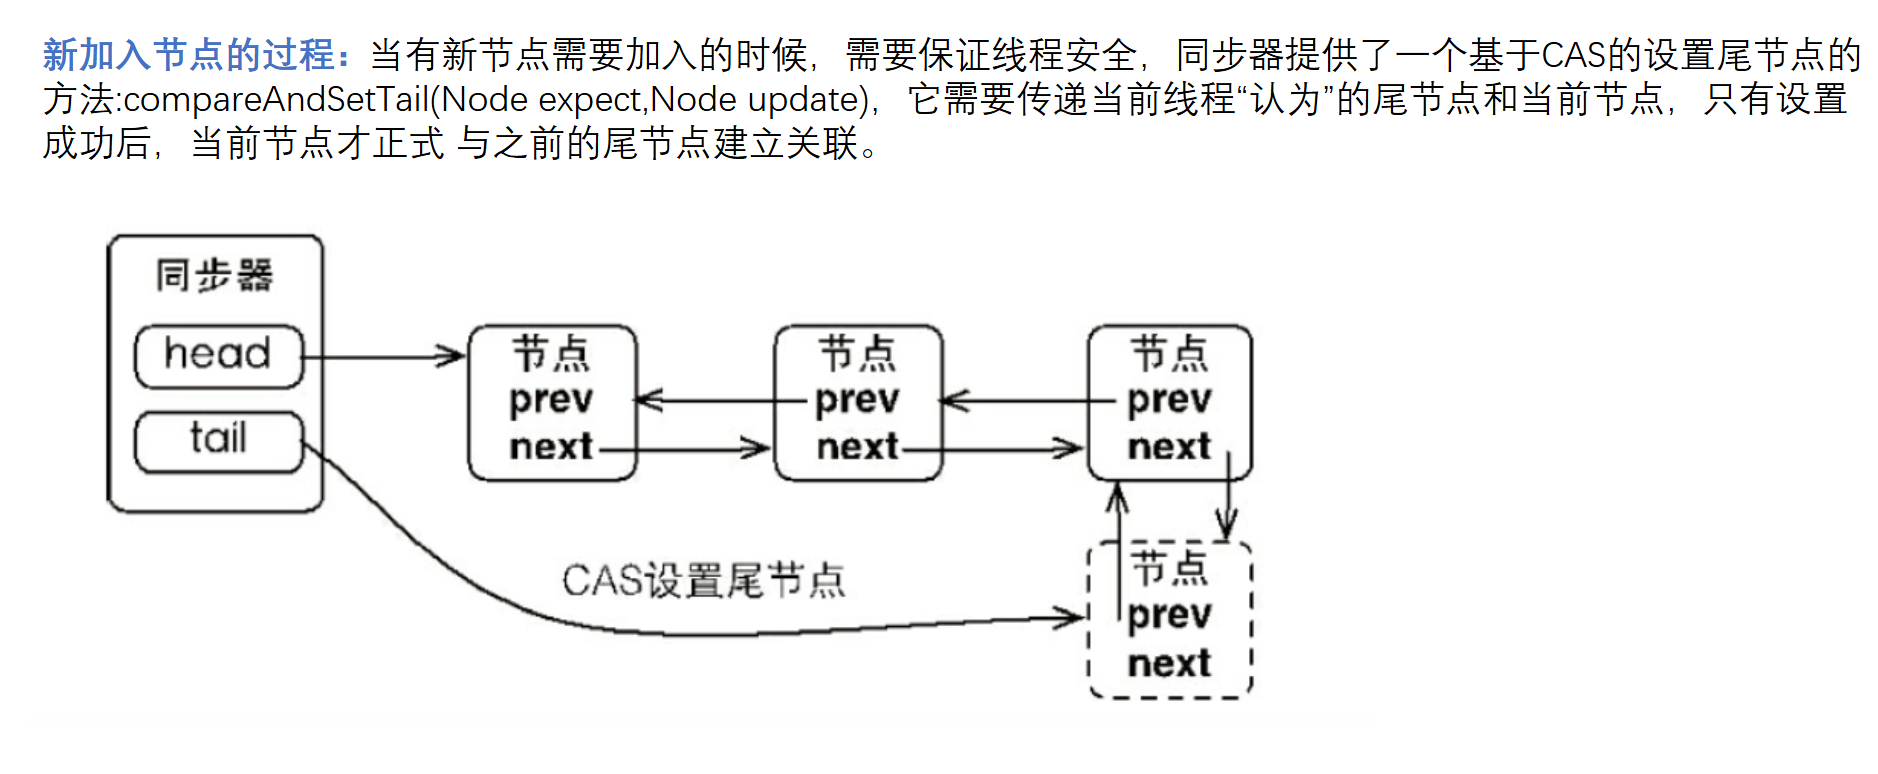 新加入节点的过程：当有新节点需要加入的时候，需要保证线程安全，同步器提供了一个基于CAS的设置尾节点的
方法:compareAndSetTail(Node expect,Node update)，它需要传递当前线程“认为”的尾节点和当前节点，只有设置
成功后，当前节点才正式 与之前的尾节点建立关联。
同步器
head
tail
节点
prev
next
节点
prev
next
节点
prev
next
CAS设置尾节点
节点
prev
next